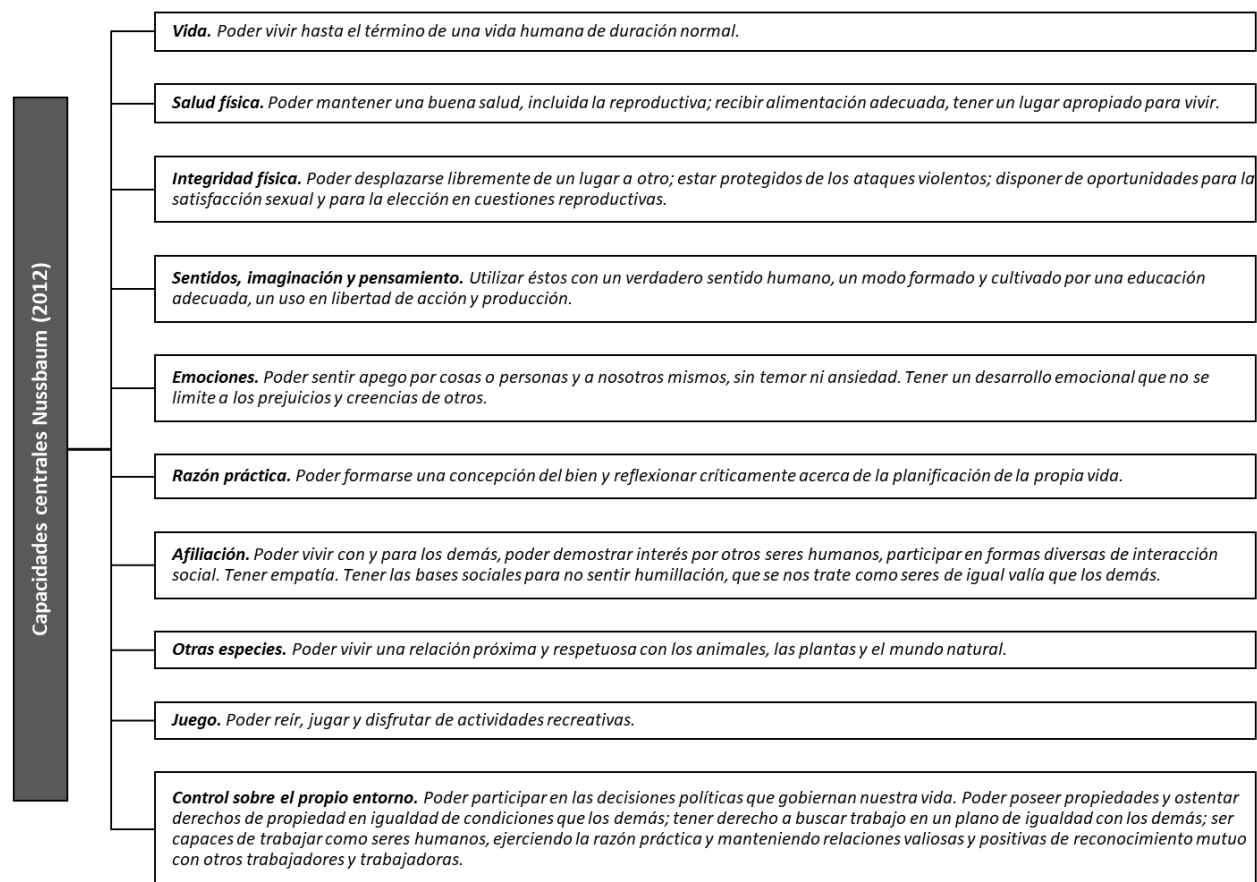 Capacidades centrales Nussbaum (2012)
Vida. Poder vivir hasta el término de una vida humana de duración normal.
Salud física. Poder mantener una buena salud, incluida la reproductiva; recibir alimentación adecuada, tener un lugar apropiado para vivir.
Integridad física. Poder desplazarse libremente de un lugar a otro; estar protegidos de los ataques violentos; disponer de oportunidades para la
satisfacción sexual y para la elección en cuestiones reproductivas.
Sentidos, imaginación y pensamiento. Utilizar éstos con un verdadero sentido humano, un modo formado y cultivado por una educación
adecuada, un uso en libertad de acción y producción.
Emociones. Poder sentir apego por cosas o personas y a nosotros mismos, sin temor ni ansiedad. Tener un desarrollo emocional que no se
limite a los prejuicios y creencias de otros.
Razón práctica. Poder formarse una concepción del bien y reflexionar críticamente acerca de la planificación de la propia vida.
Afiliación. Poder vivir con y para los demás, poder demostrar interés por otros seres humanos, participar en formas diversas de interacción
social. Tener empatía. Tener las bases sociales para no sentir humillación, que se nos trate como seres de igual valía que los demás.
Otras especies. Poder vivir una relación próxima y respetuosa con los animales, las plantas y el mundo natural.
Juego. Poder reír, jugar y disfrutar de actividades recreativas.
Control sobre el propio entorno. Poder participar en las decisiones políticas que gobiernan nuestra vida. Poder poseer propiedades y ostentar
derechos de propiedad en igualdad de condiciones que los demás; tener derecho a buscar trabajo en un plano de igualdad con los demás; ser
capaces de trabajar como seres humanos, ejerciendo la razón práctica y manteniendo relaciones valiosas y positivas de reconocimiento mutuo
con otros trabajadores y trabajadoras.